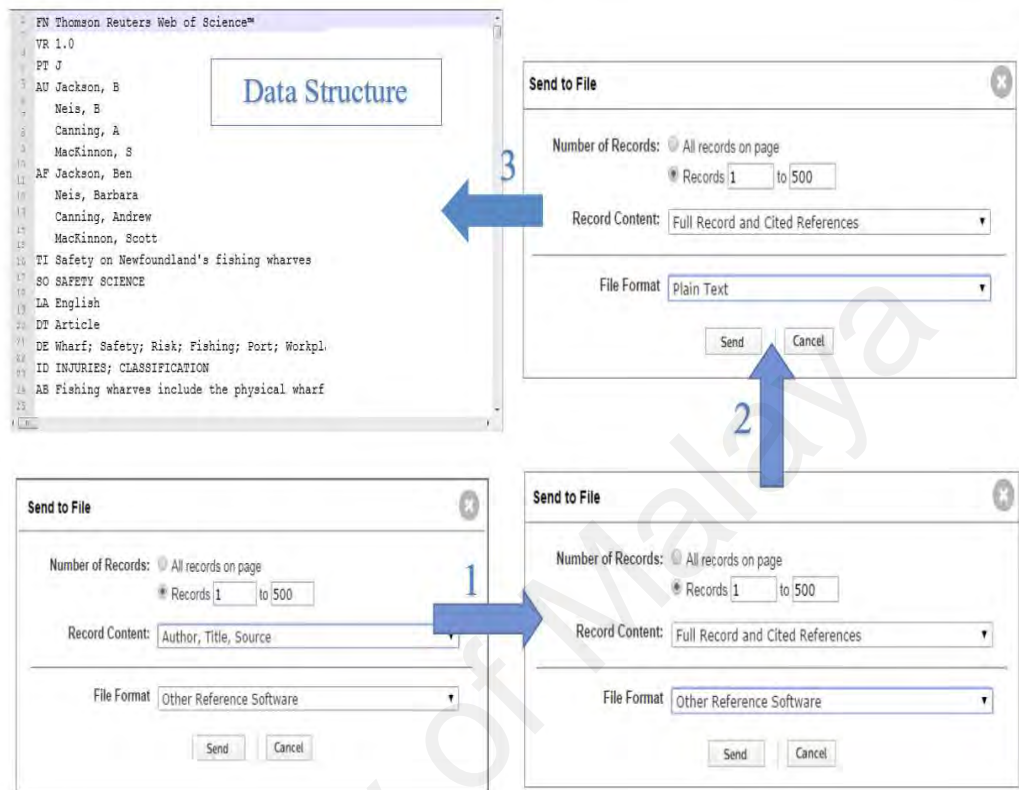 FN Thomson Reuters Web of Science™
VR 1.0
PT J
AU Jackson, B
Neis, B
Canning, A
MacKinnon, S
AF Jackson, Ben
Neis, Barbara
Canning, Andrew
MacKinnon, Scott
TI Safety on Newfoundland's fishing wharves
SO SAFETY SCIENCE
LA English
DT Article
DE Wharf; Safety; Risk; Fishing; Port; Workpl
ID INJURIES; CLASSIFICATION
AB Fishing wharves include the physical wharf
Data Structure
3
Send to File
Number of Records: All records on page
Records 1 to 500
Record Content: Full Record and Cited References
File Format Plain Text
Send Cancel
2
Send to File
Number of Records: All records on page
Records 1 to 500
Record Content: Author, Title, Source
File Format Other Reference Software
Send Cancel
1
Send to File
Number of Records: All records on page
Records 1 to 500
Record Content: Full Record and Cited References
File Format Other Reference Software
Send Cancel
of Malaya